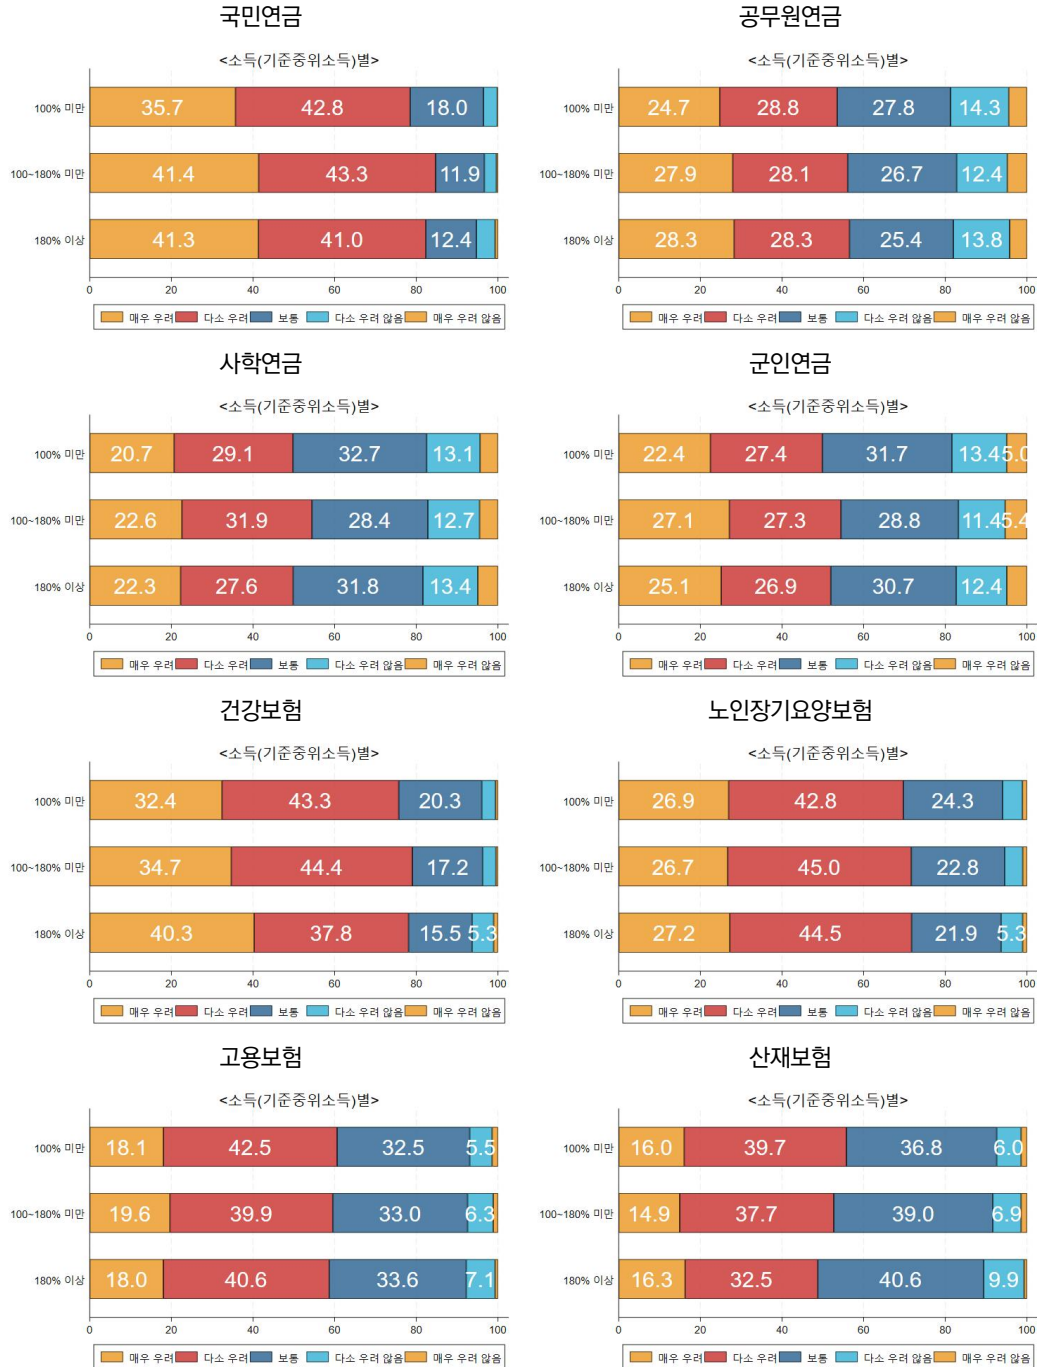 국민연금
<소득(기준중위소득)별>
100% 미만 35.7 42.8 18.0
100~180% 미만 41.4 43.3 11.9
180% 이상 41.3 41.0 12.4
0 20 40 60 80 100
매우 우려 다소 우려 보통 다소 우려 않음 매우 우려 않음
공무원연금
<소득(기준중위소득)별>
100% 미만 24.7 28.8 27.8 14.3
100~180% 미만 27.9 28.1 26.7 12.4
180% 이상 28.3 28.3 25.4 13.8
0 20 40 60 80 100
매우 우려 다소 우려 보통 다소 우려 않음 매우 우려 않음
사학연금
<소득(기준중위소득)별>
100% 미만 20.7 29.1 32.7 13.1
100~180% 미만 22.6 31.9 28.4 12.7
180% 이상 22.3 27.6 31.8 13.4
0 20 40 60 80 100
매우 우려 다소 우려 보통 다소 우려 않음 매우 우려 않음
군인연금
<소득(기준중위소득)별>
100% 미만 22.4 27.4 31.7 13.4 5.0
100~180% 미만 27.1 27.3 28.8 11.4 5.4
180% 이상 25.1 26.9 30.7 12.4
0 20 40 60 80 100
매우 우려 다소 우려 보통 다소 우려 않음 매우 우려 않음
건강보험
<소득(기준중위소득)별>
100% 미만 32.4 43.3 20.3
100~180% 미만 34.7 44.4 17.2
180% 이상 40.3 37.8 15.5 5.3
0 20 40 60 80 100
매우 우려 다소 우려 보통 다소 우려 않음 매우 우려 않음
노인장기요양보험
<소득(기준중위소득)별>
100% 미만 26.9 42.8 24.3
100~180% 미만 26.7 45.0 22.8
180% 이상 27.2 44.5 21.9 5.3
0 20 40 60 80 100
매우 우려 다소 우려 보통 다소 우려 않음 매우 우려 않음
고용보험
<소득(기준중위소득)별>
100% 미만 18.1 42.5 32.5 5.5
100~180% 미만 19.6 39.9 33.0 6.3
180% 이상 18.0 40.6 33.6 7.1
0 20 40 60 80 100
매우 우려 다소 우려 보통 다소 우려 않음 매우 우려 않음
산재보험
<소득(기준중위소득)별>
100% 미만 16.0 39.7 36.8 6.0
100~180% 미만 14.9 37.7 39.0 6.9
180% 이상 16.3 32.5 40.6 9.9
0 20 40 60 80 100
매우 우려 다소 우려 보통 다소 우려 않음 매우 우려 않음